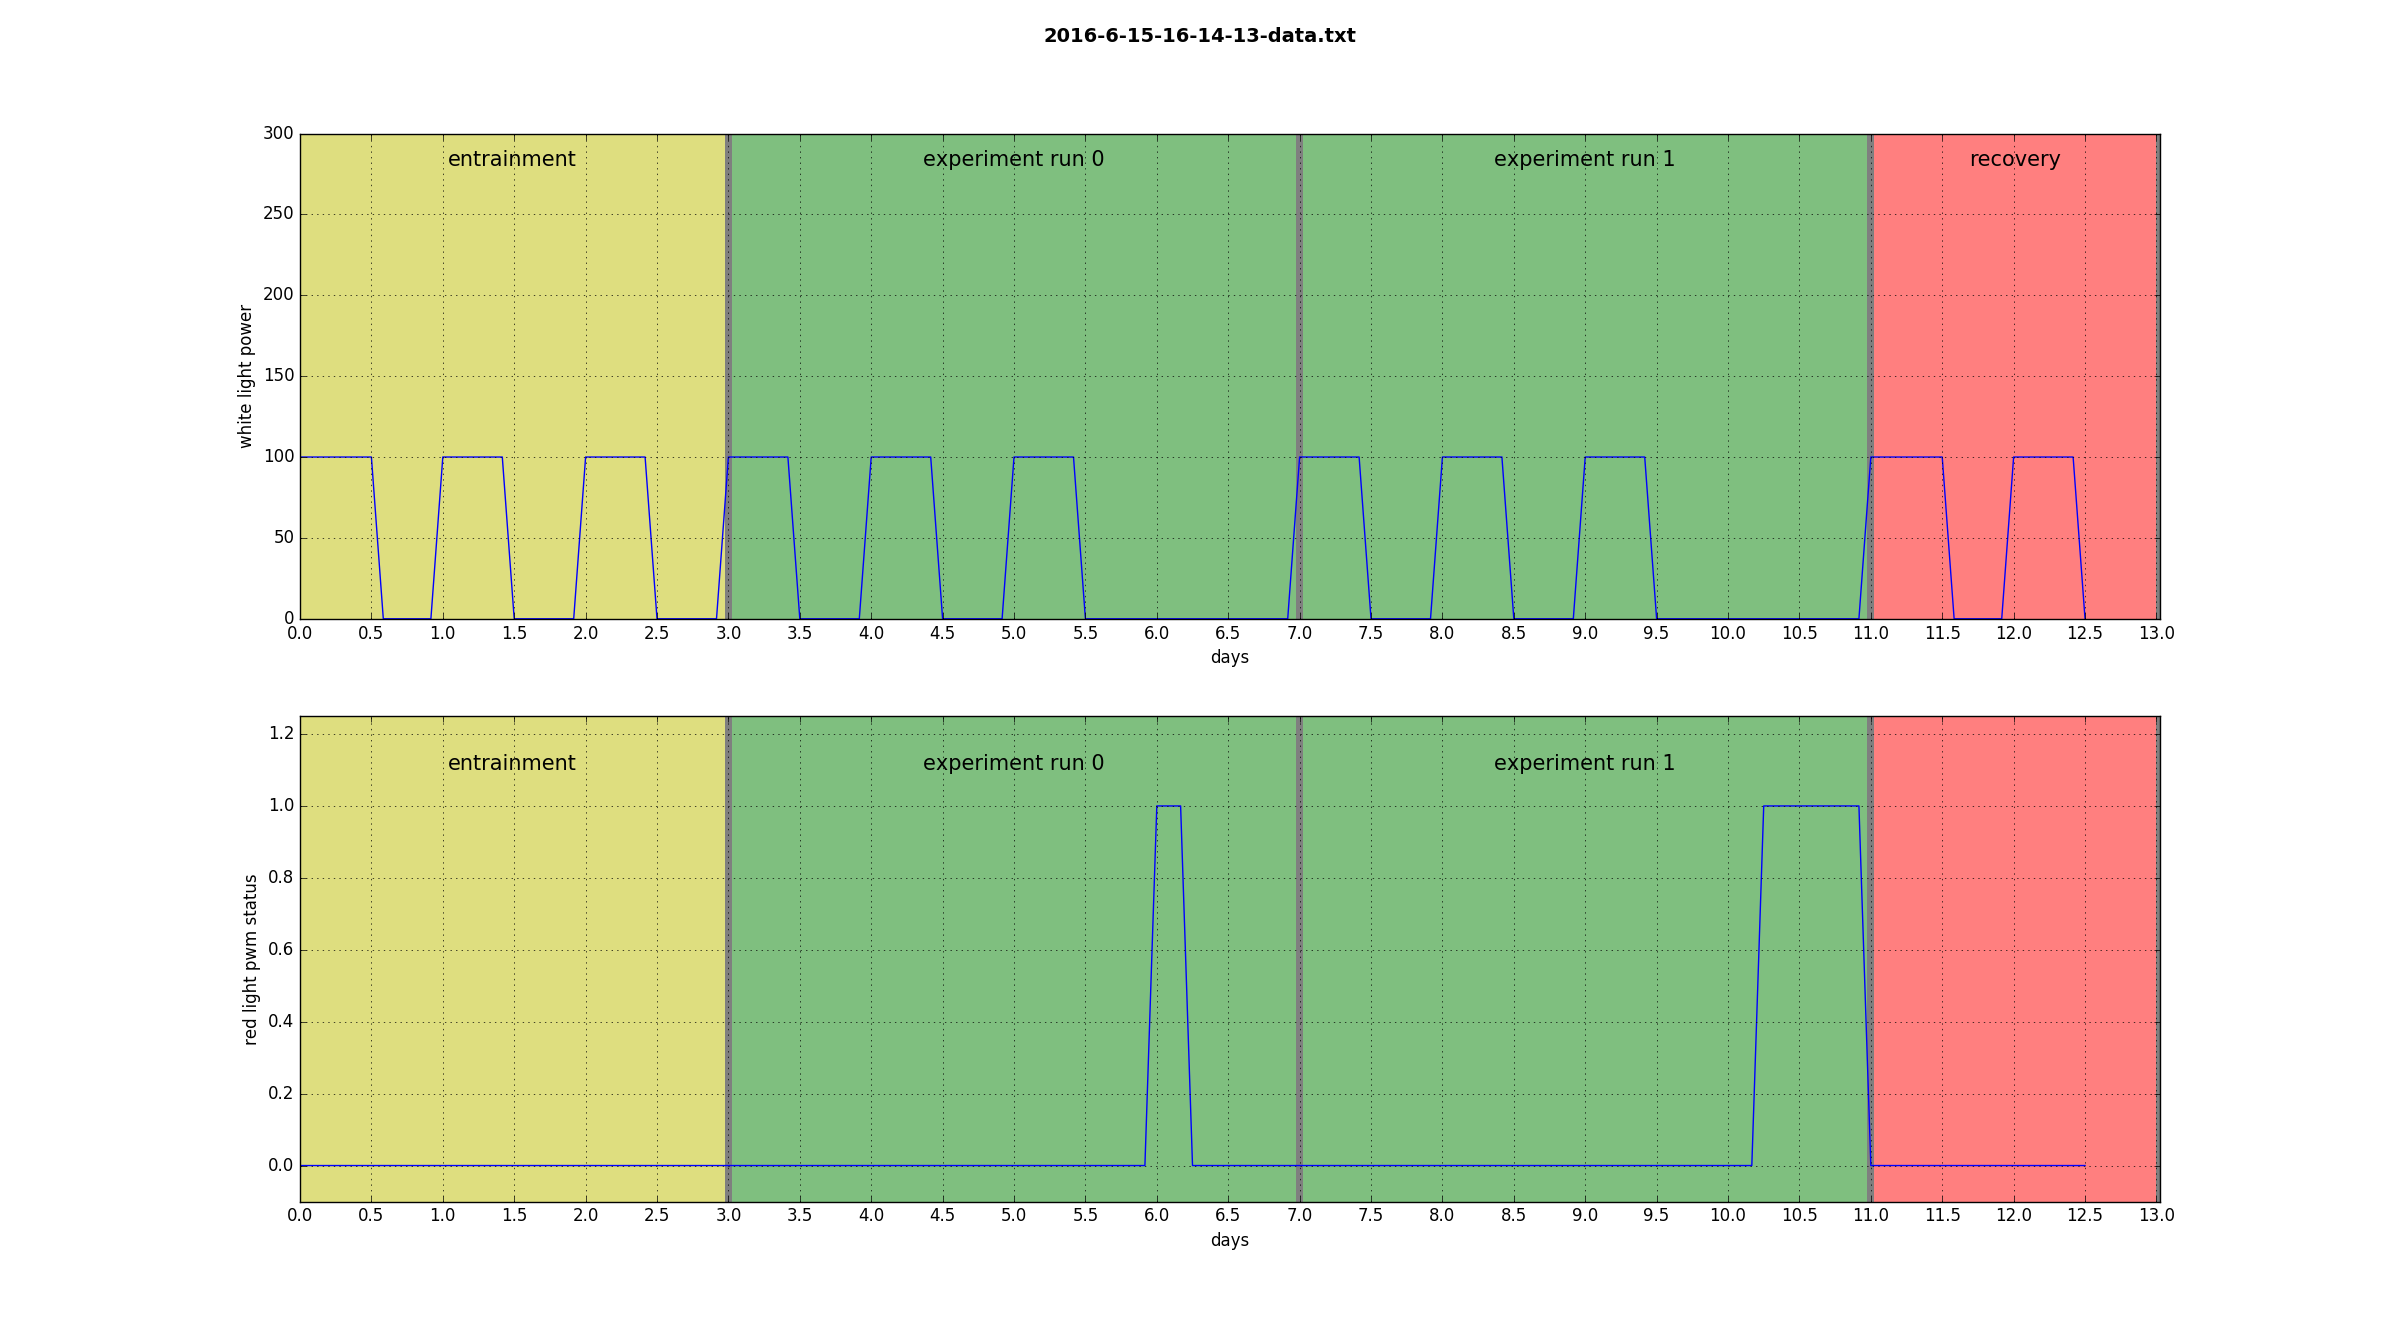 2016-6-15-16-14-13-data.txt
300
250
200
150
100
50
0
white light power
entrainment experiment run 0 experiment run 1 recovery
0.0 0.5 1.0 1.5 2.0 2.5 3.0 3.5 4.0 4.5 5.0 5.5 6.0 6.5 7.0 7.5 8.0 8.5 9.0 9.5 10.0 10.5 11.0 11.5 12.0 12.5 13.0
days
1.2
1.0
0.8
0.6
0.4
0.2
0.0
red light pwm status
entrainment experiment run 0 experiment run 1
0.0 0.5 1.0 1.5 2.0 2.5 3.0 3.5 4.0 4.5 5.0 5.5 6.0 6.5 7.0 7.5 8.0 8.5 9.0 9.5 10.0 10.5 11.0 11.5 12.0 12.5 13.0
days